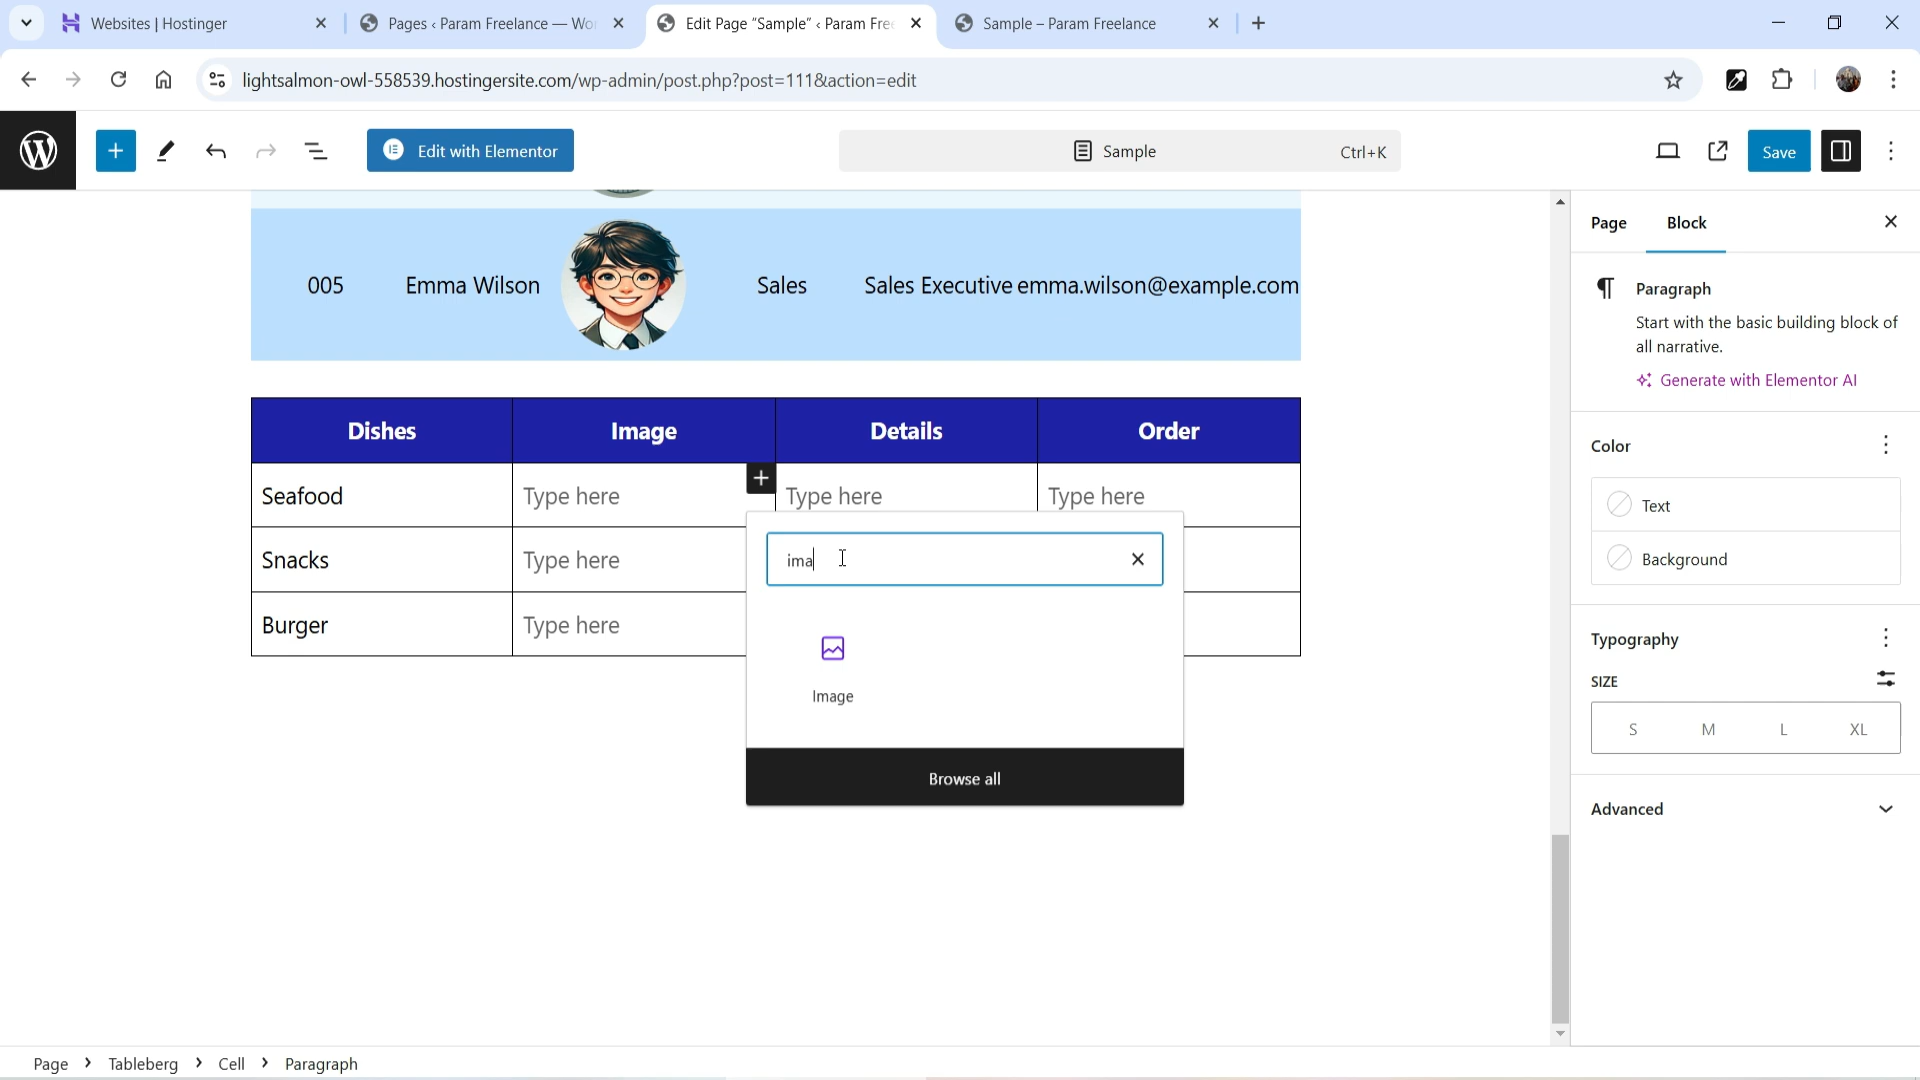 Websites | Hostinger
Pages ‹ Param Freelance — Wo
Edit Page “Sample” ‹ Param Fre
Sample – Param Freelance
lightsalmon-owl-558539.hostingersite.com/wp-admin/post.php?post=111&action=edit
Edit with Elementor
Sample
Ctrl+K
Save
005 Emma Wilson Sales Sales Executive emma.wilson@example.com
Dishes Image Details Order
Seafood Type here Type here Type here
Snacks Type here
Burger Type here
ima
Image
Browse all
Page Block
Paragraph
Start with the basic building block of
all narrative.
Generate with Elementor AI
Color
Text
Background
Typography
SIZE
S M L XL
Advanced
Page > Tableberg > Cell > Paragraph